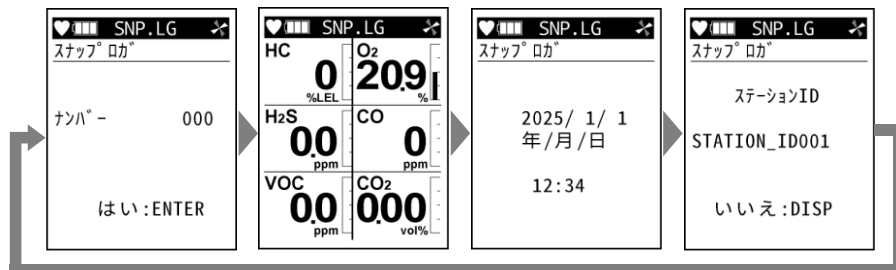 SNP.LG
ｽﾅｯﾌﾟﾛｶﾞ
ﾅﾝﾊﾞｰ 000
はい:ENTER
SNP.LG
HC 0 %LEL
O2 20.9 %
H2S 0.0 ppm
CO 0 ppm
VOC 0.0 ppm
CO2 0.00 vol%
SNP.LG
ｽﾅｯﾌﾟﾛｶﾞ
2025/ 1/ 1
年/月/日
12:34
SNP.LG
ｽﾅｯﾌﾟﾛｶﾞ
ｽﾃｰｼｮﾝID
STATION_ID001
いいえ:DISP